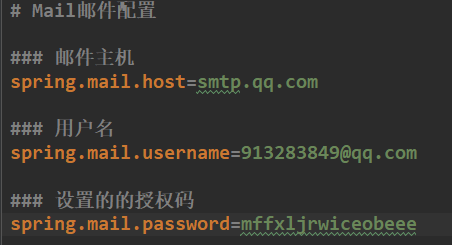 # Mail邮件配置
### 邮件主机
spring.mail.host=smtp.qq.com
### 用户名
spring.mail.username=913283849@qq.com
### 设置的的授权码
spring.mail.password=mffxljrwiceobeee